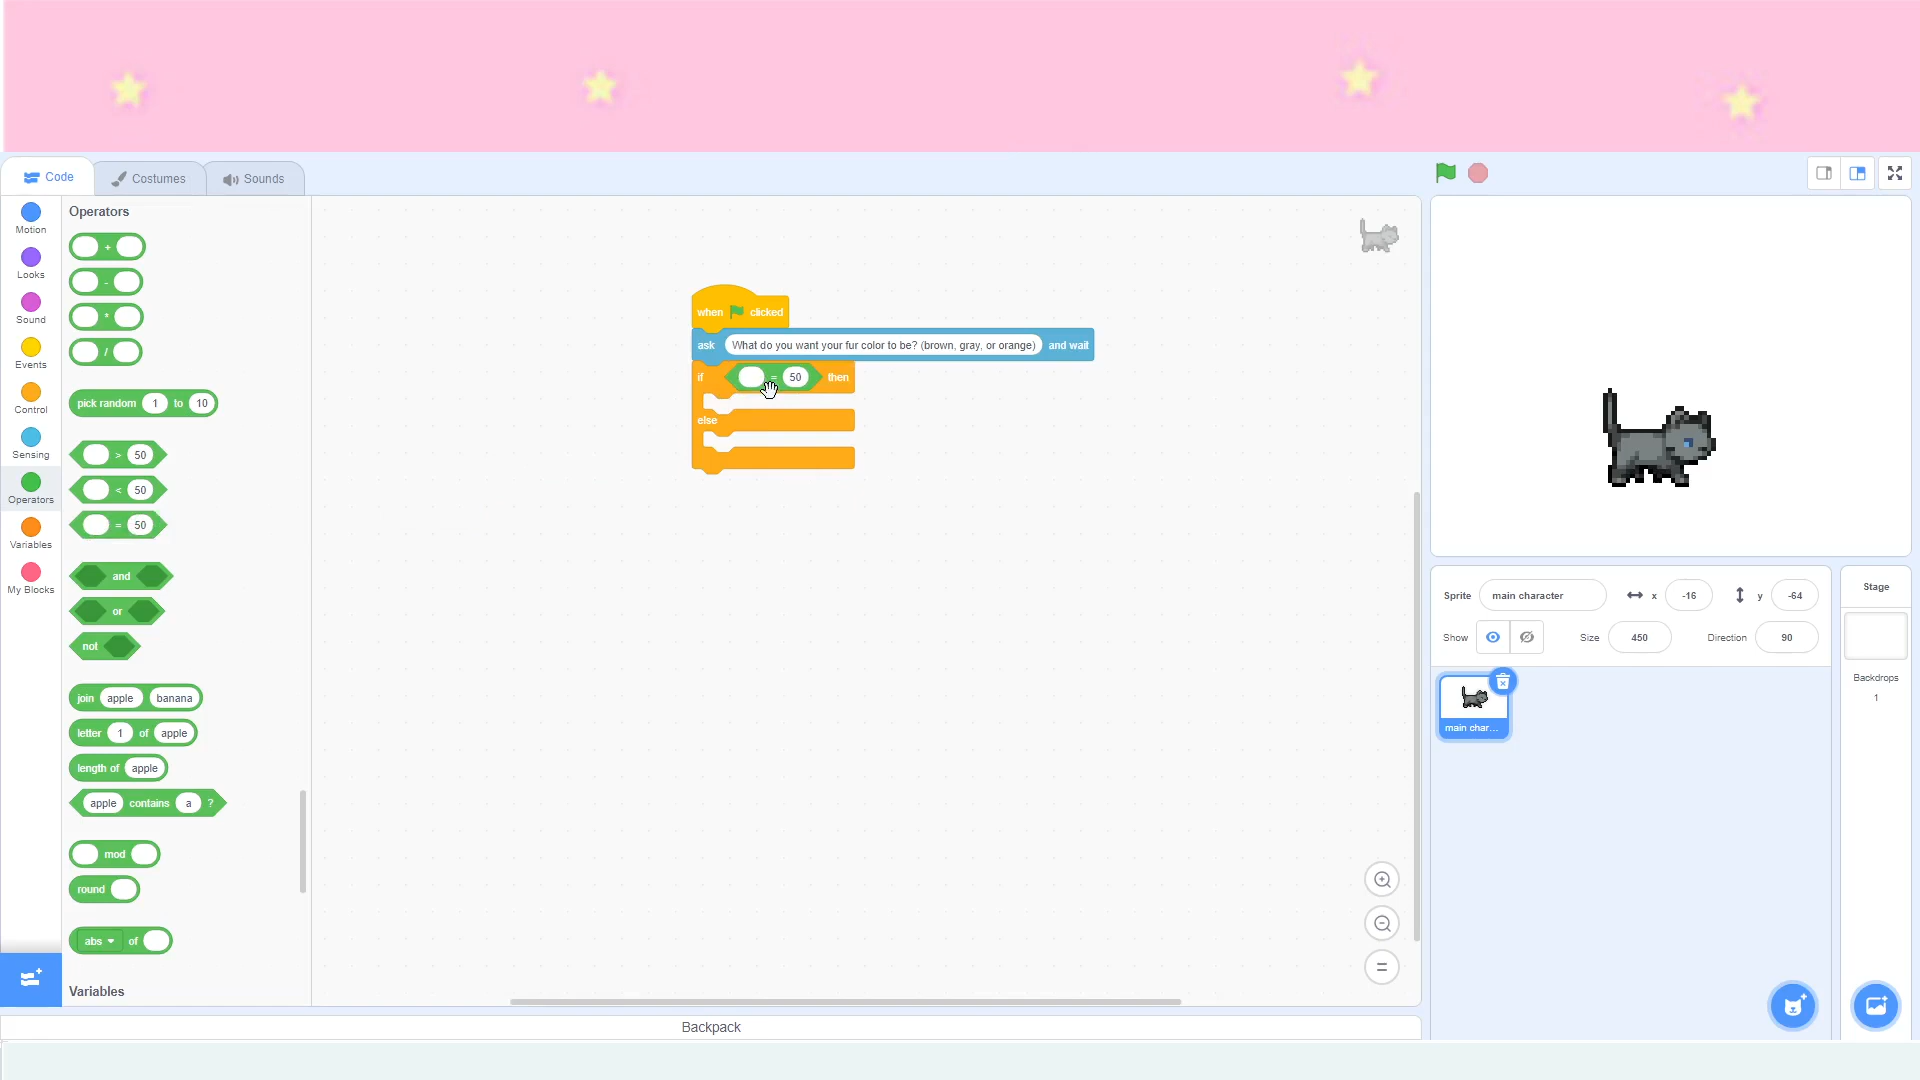 Code
Costumes
Sounds
Motion
Looks
Sound
Events
Control
Sensing
Operators
Variables
My Blocks
Operators
+
-
*
/
pick random 1 to 10
> 50
< 50
= 50
and
or
not
join apple banana
letter 1 of apple
length of apple
apple contains a ?
mod
round
abs of
Variables
when clicked
ask What do you want your fur color to be? (brown, gray, or orange) and wait
if = 50 then
else
=
Backpack
Sprite main character x -16 y -64
Show Size 450 Direction 90
main char...
Stage
Backdrops
1